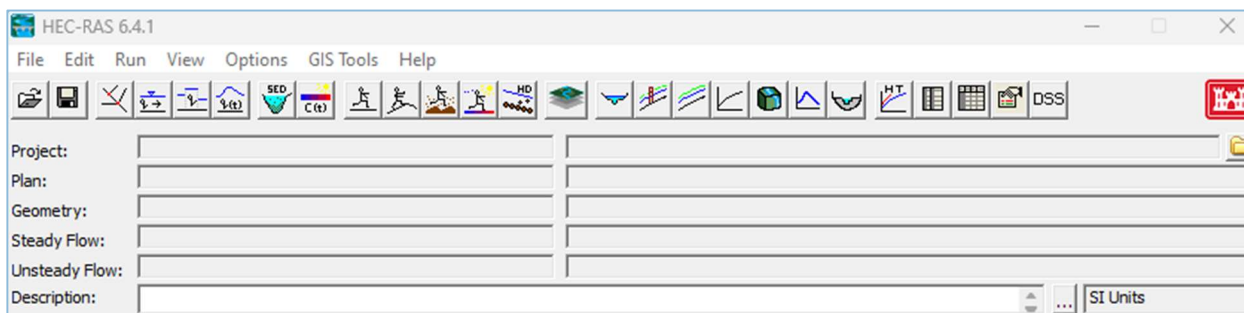 HEC-RAS 6.4.1
File Edit Run View Options GIS Tools Help
SED C(t) HD HT DSS
Project:
Plan:
Geometry:
Steady Flow:
Unsteady Flow:
Description: ... SI Units